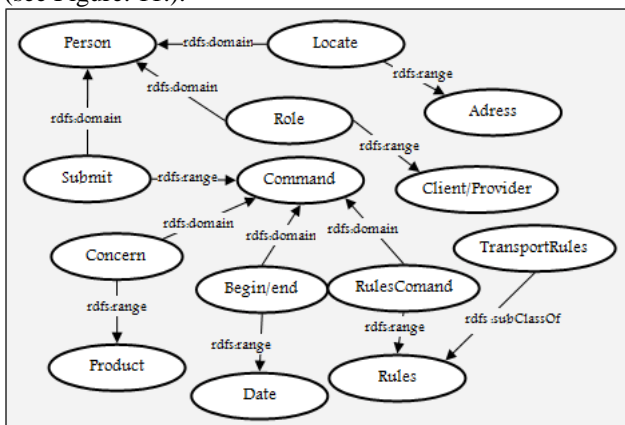 (see Figure. 11.).
Person
rdfs:domain
Locate
rdfs:range
rdfs:domain
rdfs:domain
Role
Adress
rdfs:range
Submit
rdfs:range
Command
Client/Provider
rdfs:domain
rdfs:domain
rdfs:domain
Concern
TransportRules
Begin/end
RulesComand
rdfs:range
rdfs :subClassOf
rdfs:range
rdfs:range
Product
Rules
Date